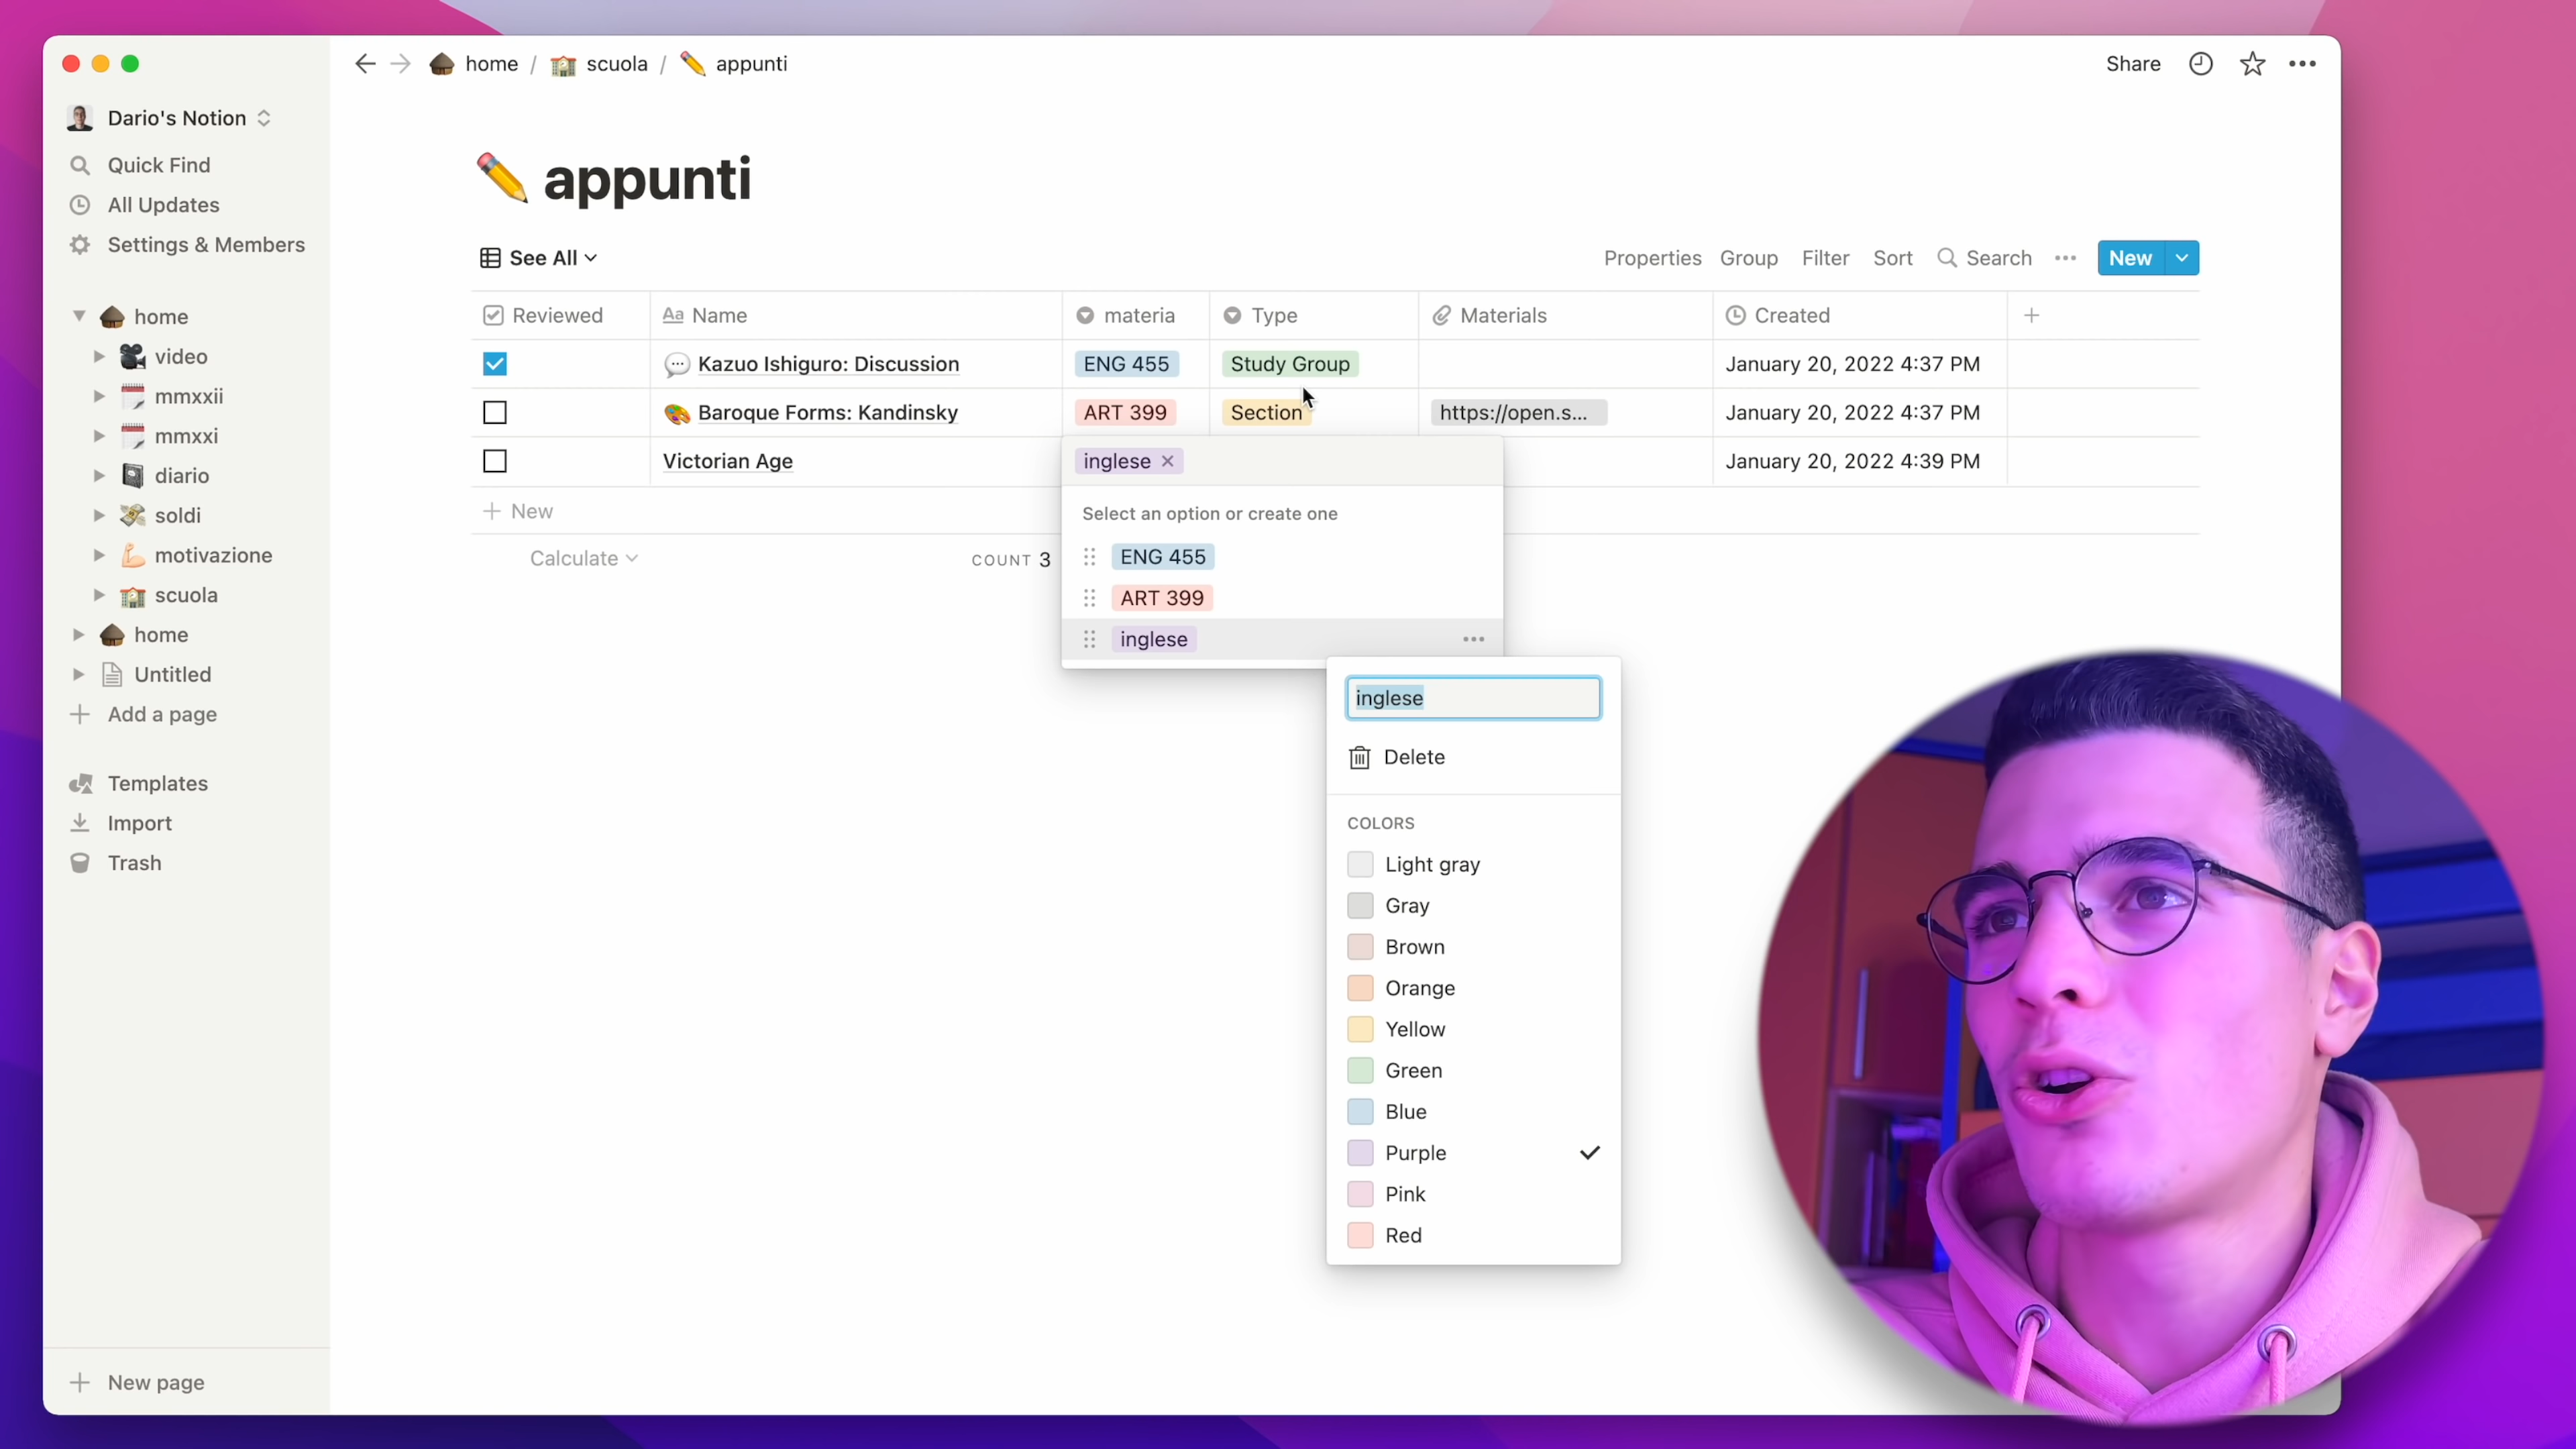 home / scuola / appunti
Share
Dario's Notion
Quick Find
All Updates
Settings & Members
home
video
mmxxii
mmxxi
diario
soldi
motivazione
scuola
home
Untitled
Add a page
Templates
Import
Trash
New page
appunti
See All
Properties Group Filter Sort Search New
Reviewed Name materia Type Materials Created
Kazuo Ishiguro: Discussion ENG 455 Study Group January 20, 2022 4:37 PM
Baroque Forms: Kandinsky ART 399 Section https://open.s... January 20, 2022 4:37 PM
Victorian Age inglese January 20, 2022 4:39 PM
New
Calculate COUNT 3
Select an option or create one
ENG 455
ART 399
inglese
inglese
Delete
COLORS
Light gray
Gray
Brown
Orange
Yellow
Green
Blue
Purple
Pink
Red